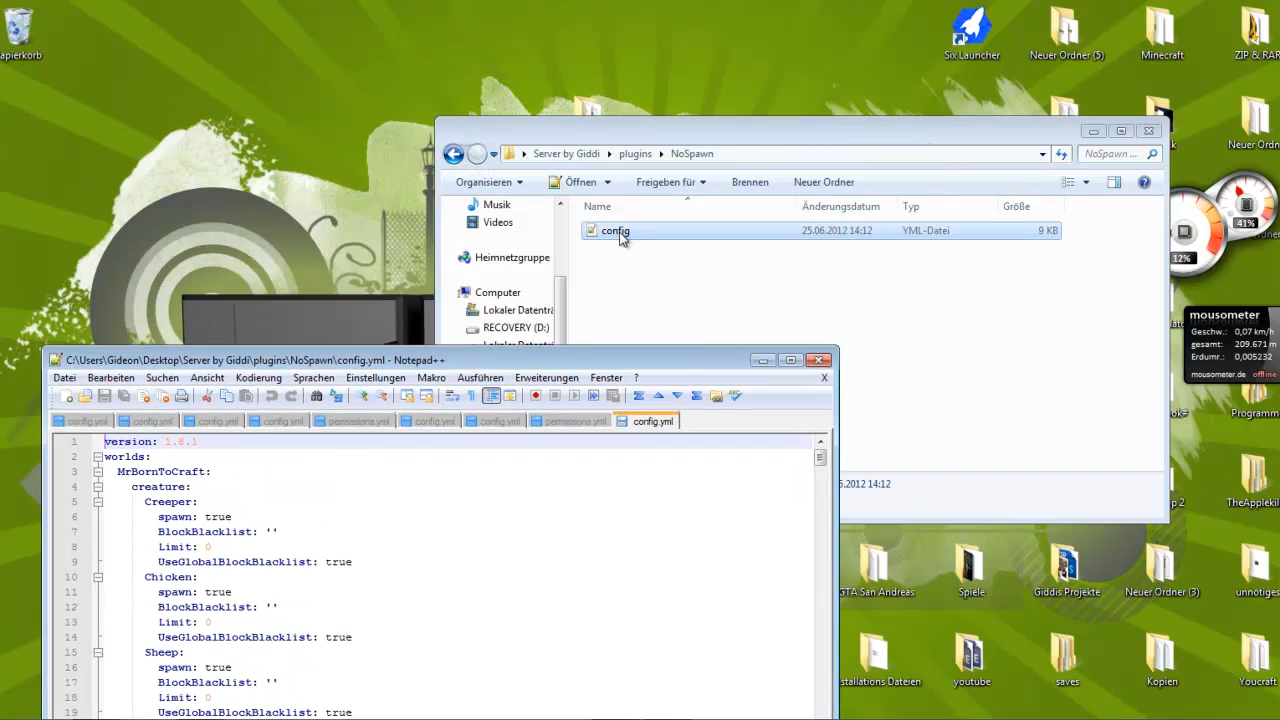 apierkorb
Six Launcher
Neuer Ordner (5)
Minecraft
ZIP & RAR
Server by Giddi
plugins
NoSpawn
NoSpawn ...
Organisieren
Öffnen
Freigeben für
Brennen
Neuer Ordner
Musik
Videos
Heimnetzgruppe
Computer
Lokaler Datentr
RECOVERY (D:)
Name
Änderungsdatum
Typ
Größe
config
25.06.2012 14:12
YML-Datei
9 KB
5.2012 14:12
Neuer Ordn
41%
12%
mousometer
Geschw.: 0,07 km/h
gesamt: 209.671 m
Erdumr.: 0,005232
mousometer.de offline
Programm
C:\Users\Gideon\Desktop\Server by Giddi\plugins\NoSpawn\config.yml - Notepad++
Datei Bearbeiten Suchen Ansicht Kodierung Sprachen Einstellungen Makro Ausführen Erweiterungen Fenster ? X
config.yml config.yml config.yml config.yml permissions.yml config.yml config.yml permissions.yml config.yml
1 version: 1.8.1
2 worlds:
3 MrBornToCraft:
4 creature:
5 Creeper:
6 spawn: true
7 BlockBlacklist: ''
8 Limit: 0
9 UseGlobalBlockBlacklist: true
10 Chicken:
11 spawn: true
12 BlockBlacklist: ''
13 Limit: 0
14 UseGlobalBlockBlacklist: true
15 Sheep:
16 spawn: true
17 BlockBlacklist: ''
18 Limit: 0
19 UseGlobalBlockBlacklist: true
p 2
TheApplekil
GTA San Andreas
Spiele
Giddis Projekte
Neuer Ordner (3)
unnötiges
stallations Dateien
youtube
saves
Kopien
Youcraft